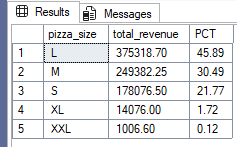 Results Messages
pizza_size total_revenue PCT
1 L 375318.70 45.89
2 M 249382.25 30.49
3 S 178076.50 21.77
4 XL 14076.00 1.72
5 XXL 1006.60 0.12